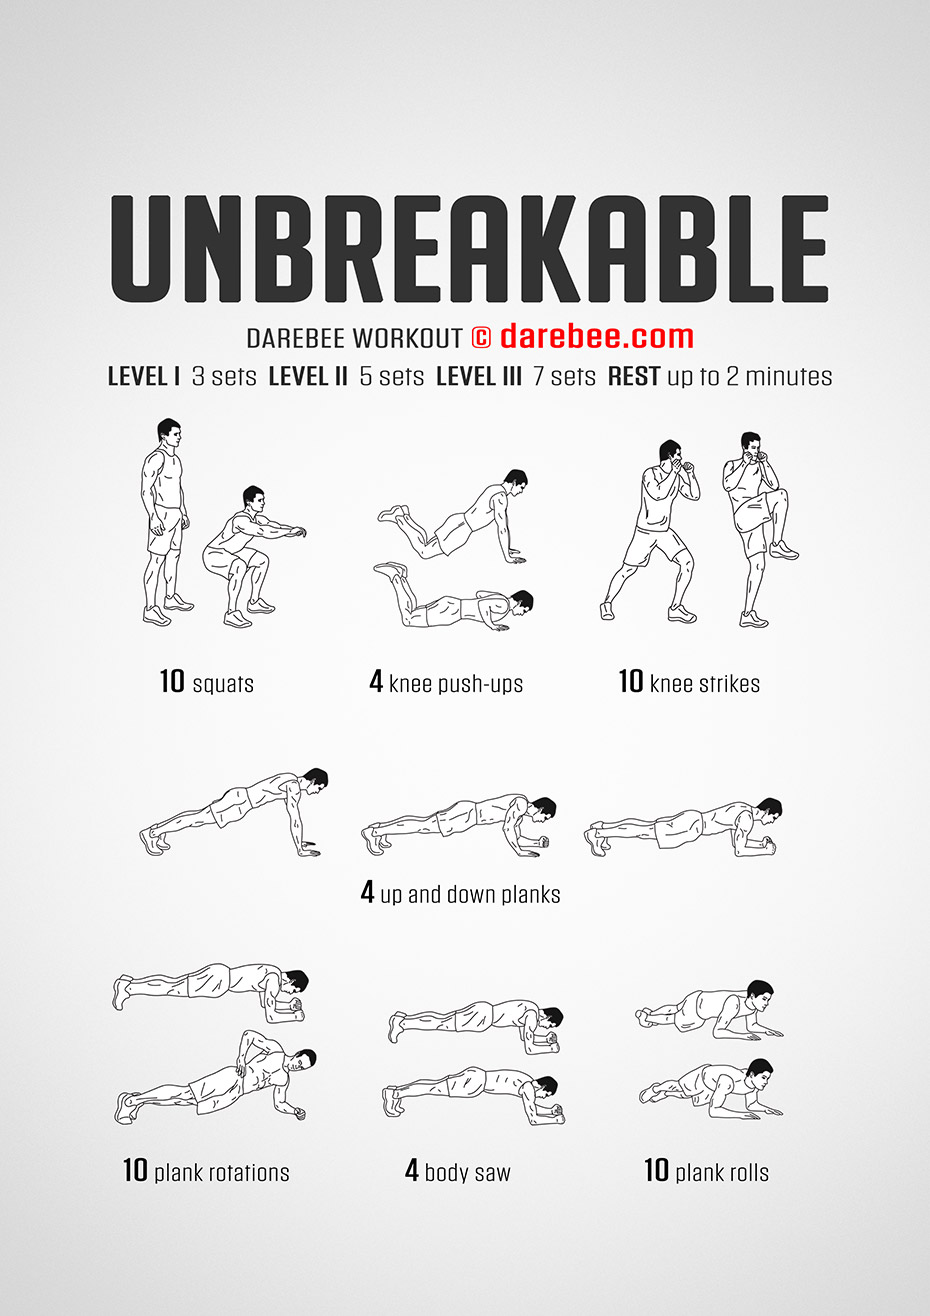 UNBREAKABLE
DAREBEE WORKOUT © darebee.com
LEVEL I 3 sets LEVEL II 5 sets LEVEL III 7 sets REST up to 2 minutes
10 squats
4 knee push-ups
10 knee strikes
4 up and down planks
10 plank rotations
4 body saw
10 plank rolls